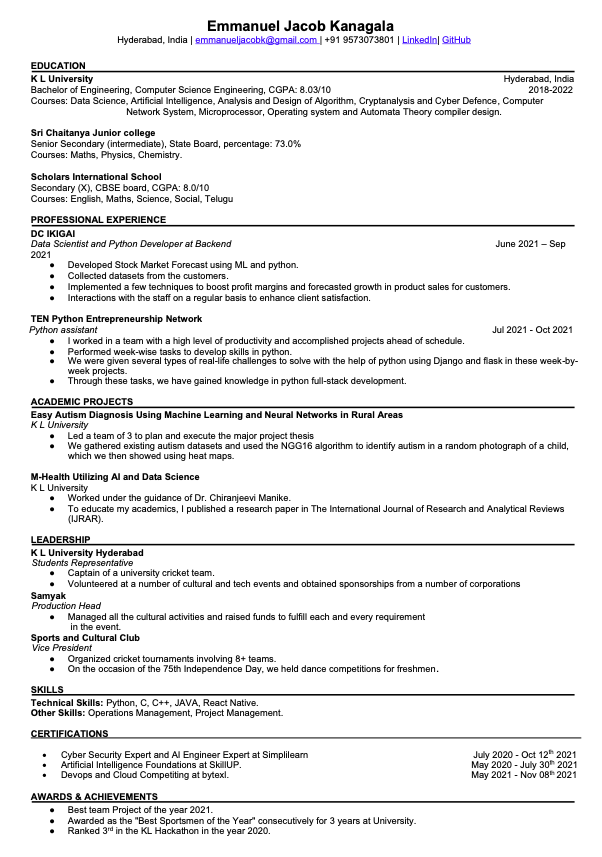 Emmanuel Jacob Kanagala
Hyderabad, India | emmanueljacobk@gmail.com | +91 9573073801 | LinkedIn| GitHub
EDUCATION
K L University Hyderabad, India
Bachelor of Engineering, Computer Science Engineering, CGPA: 8.03/10 2018-2022
Courses: Data Science, Artificial Intelligence, Analysis and Design of Algorithm, Cryptanalysis and Cyber Defence, Computer
Network System, Microprocessor, Operating system and Automata Theory compiler design.
Sri Chaitanya Junior college
Senior Secondary (intermediate), State Board, percentage: 73.0%
Courses: Maths, Physics, Chemistry.
Scholars International School
Secondary (X), CBSE board, CGPA: 8.0/10
Courses: English, Maths, Science, Social, Telugu
PROFESSIONAL EXPERIENCE
DC IKIGAI
Data Scientist and Python Developer at Backend June 2021 – Sep
2021
● Developed Stock Market Forecast using ML and python.
● Collected datasets from the customers.
● Implemented a few techniques to boost profit margins and forecasted growth in product sales for customers.
● Interactions with the staff on a regular basis to enhance client satisfaction.
TEN Python Entrepreneurship Network
Python assistant Jul 2021 - Oct 2021
● I worked in a team with a high level of productivity and accomplished projects ahead of schedule.
● Performed week-wise tasks to develop skills in python.
● We were given several types of real-life challenges to solve with the help of python using Django and flask in these week-by-
week projects.
● Through these tasks, we have gained knowledge in python full-stack development.
ACADEMIC PROJECTS
Easy Autism Diagnosis Using Machine Learning and Neural Networks in Rural Areas
K L University
● Led a team of 3 to plan and execute the major project thesis
● We gathered existing autism datasets and used the NGG16 algorithm to identify autism in a random photograph of a child,
which we then showed using heat maps.
M-Health Utilizing AI and Data Science
K L University
● Worked under the guidance of Dr. Chiranjeevi Manike.
● To educate my academics, I published a research paper in The International Journal of Research and Analytical Reviews
(IJRAR).
LEADERSHIP
K L University Hyderabad
Students Representative
● Captain of a university cricket team.
● Volunteered at a number of cultural and tech events and obtained sponsorships from a number of corporations
Samyak
Production Head
● Managed all the cultural activities and raised funds to fulfill each and every requirement
in the event.
Sports and Cultural Club
Vice President
● Organized cricket tournaments involving 8+ teams.
● On the occasion of the 75th Independence Day, we held dance competitions for freshmen.
SKILLS
Technical Skills: Python, C, C++, JAVA, React Native.
Other Skills: Operations Management, Project Management.
CERTIFICATIONS
● Cyber Security Expert and AI Engineer Expert at Simplilearn July 2020 - Oct 12th 2021
● Artificial Intelligence Foundations at SkillUP. May 2020 - July 30th 2021
● Devops and Cloud Competiting at bytexl. May 2021 - Nov 08th 2021
AWARDS & ACHIEVEMENTS
● Best team Project of the year 2021.
● Awarded as the "Best Sportsmen of the Year" consecutively for 3 years at University.
● Ranked 3rd in the KL Hackathon in the year 2020.